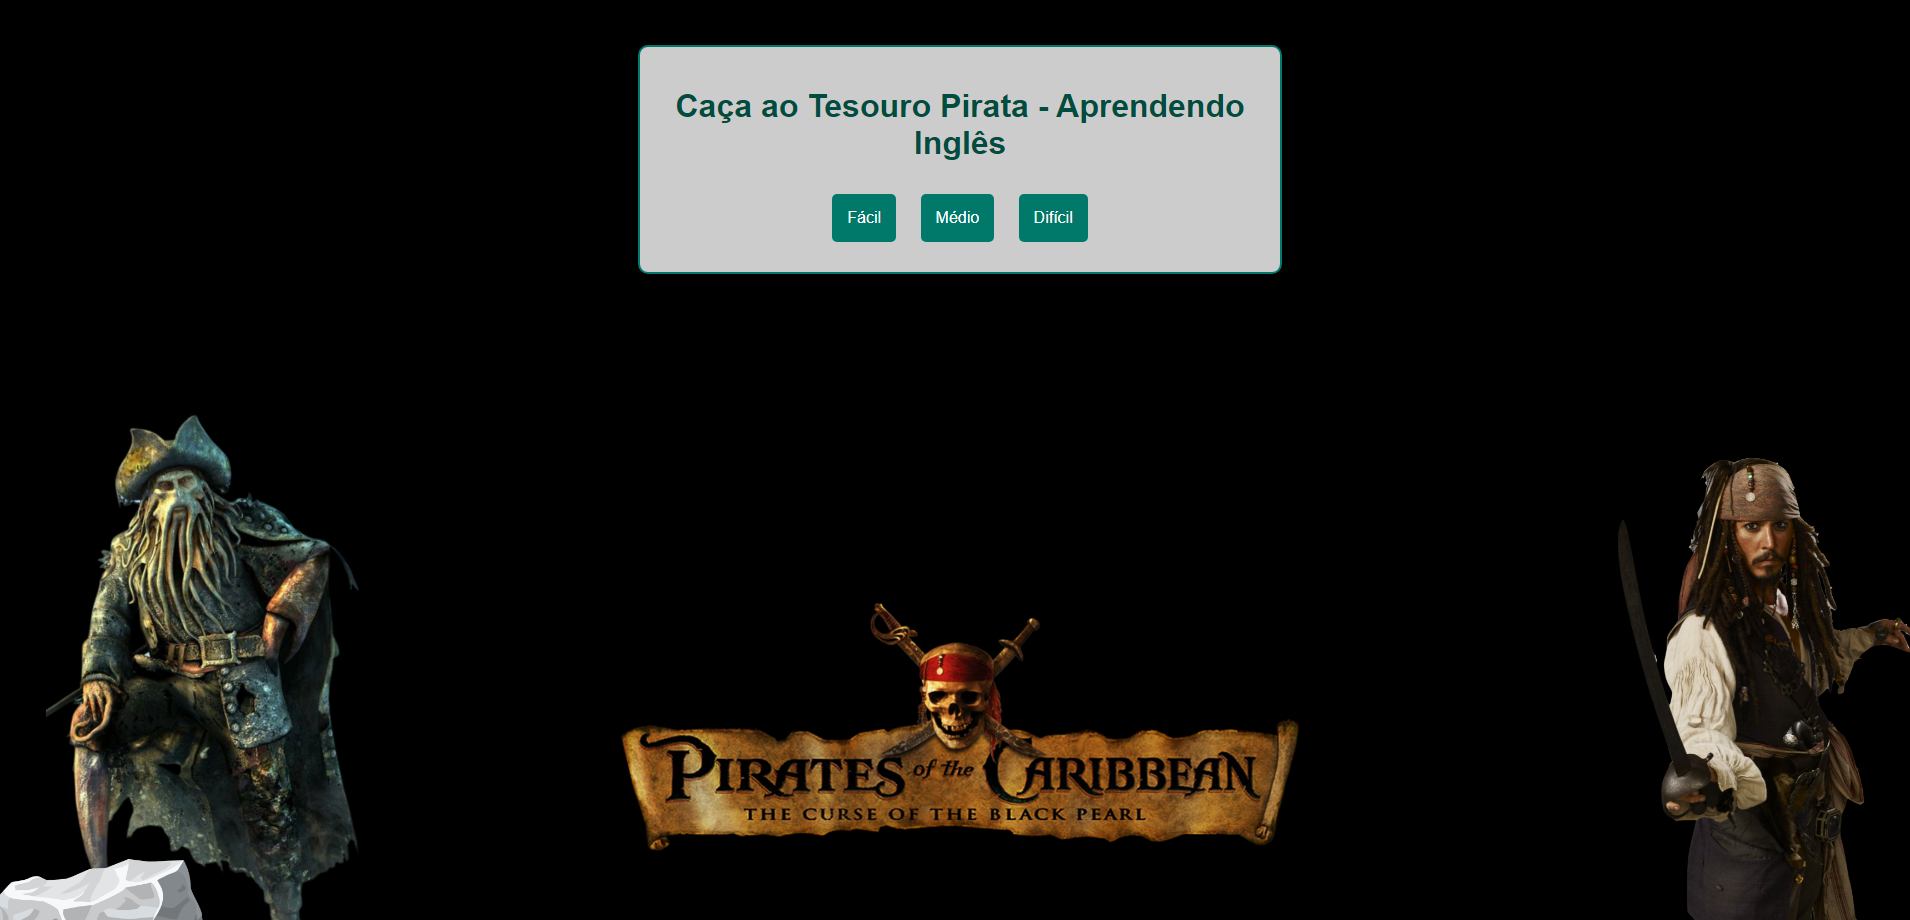 Caça ao Tesouro Pirata - Aprendendo
Inglês
Fácil
Médio
Difícil
PIRATES of the CARIBBEAN
THE CURSE OF THE BLACK PEARL